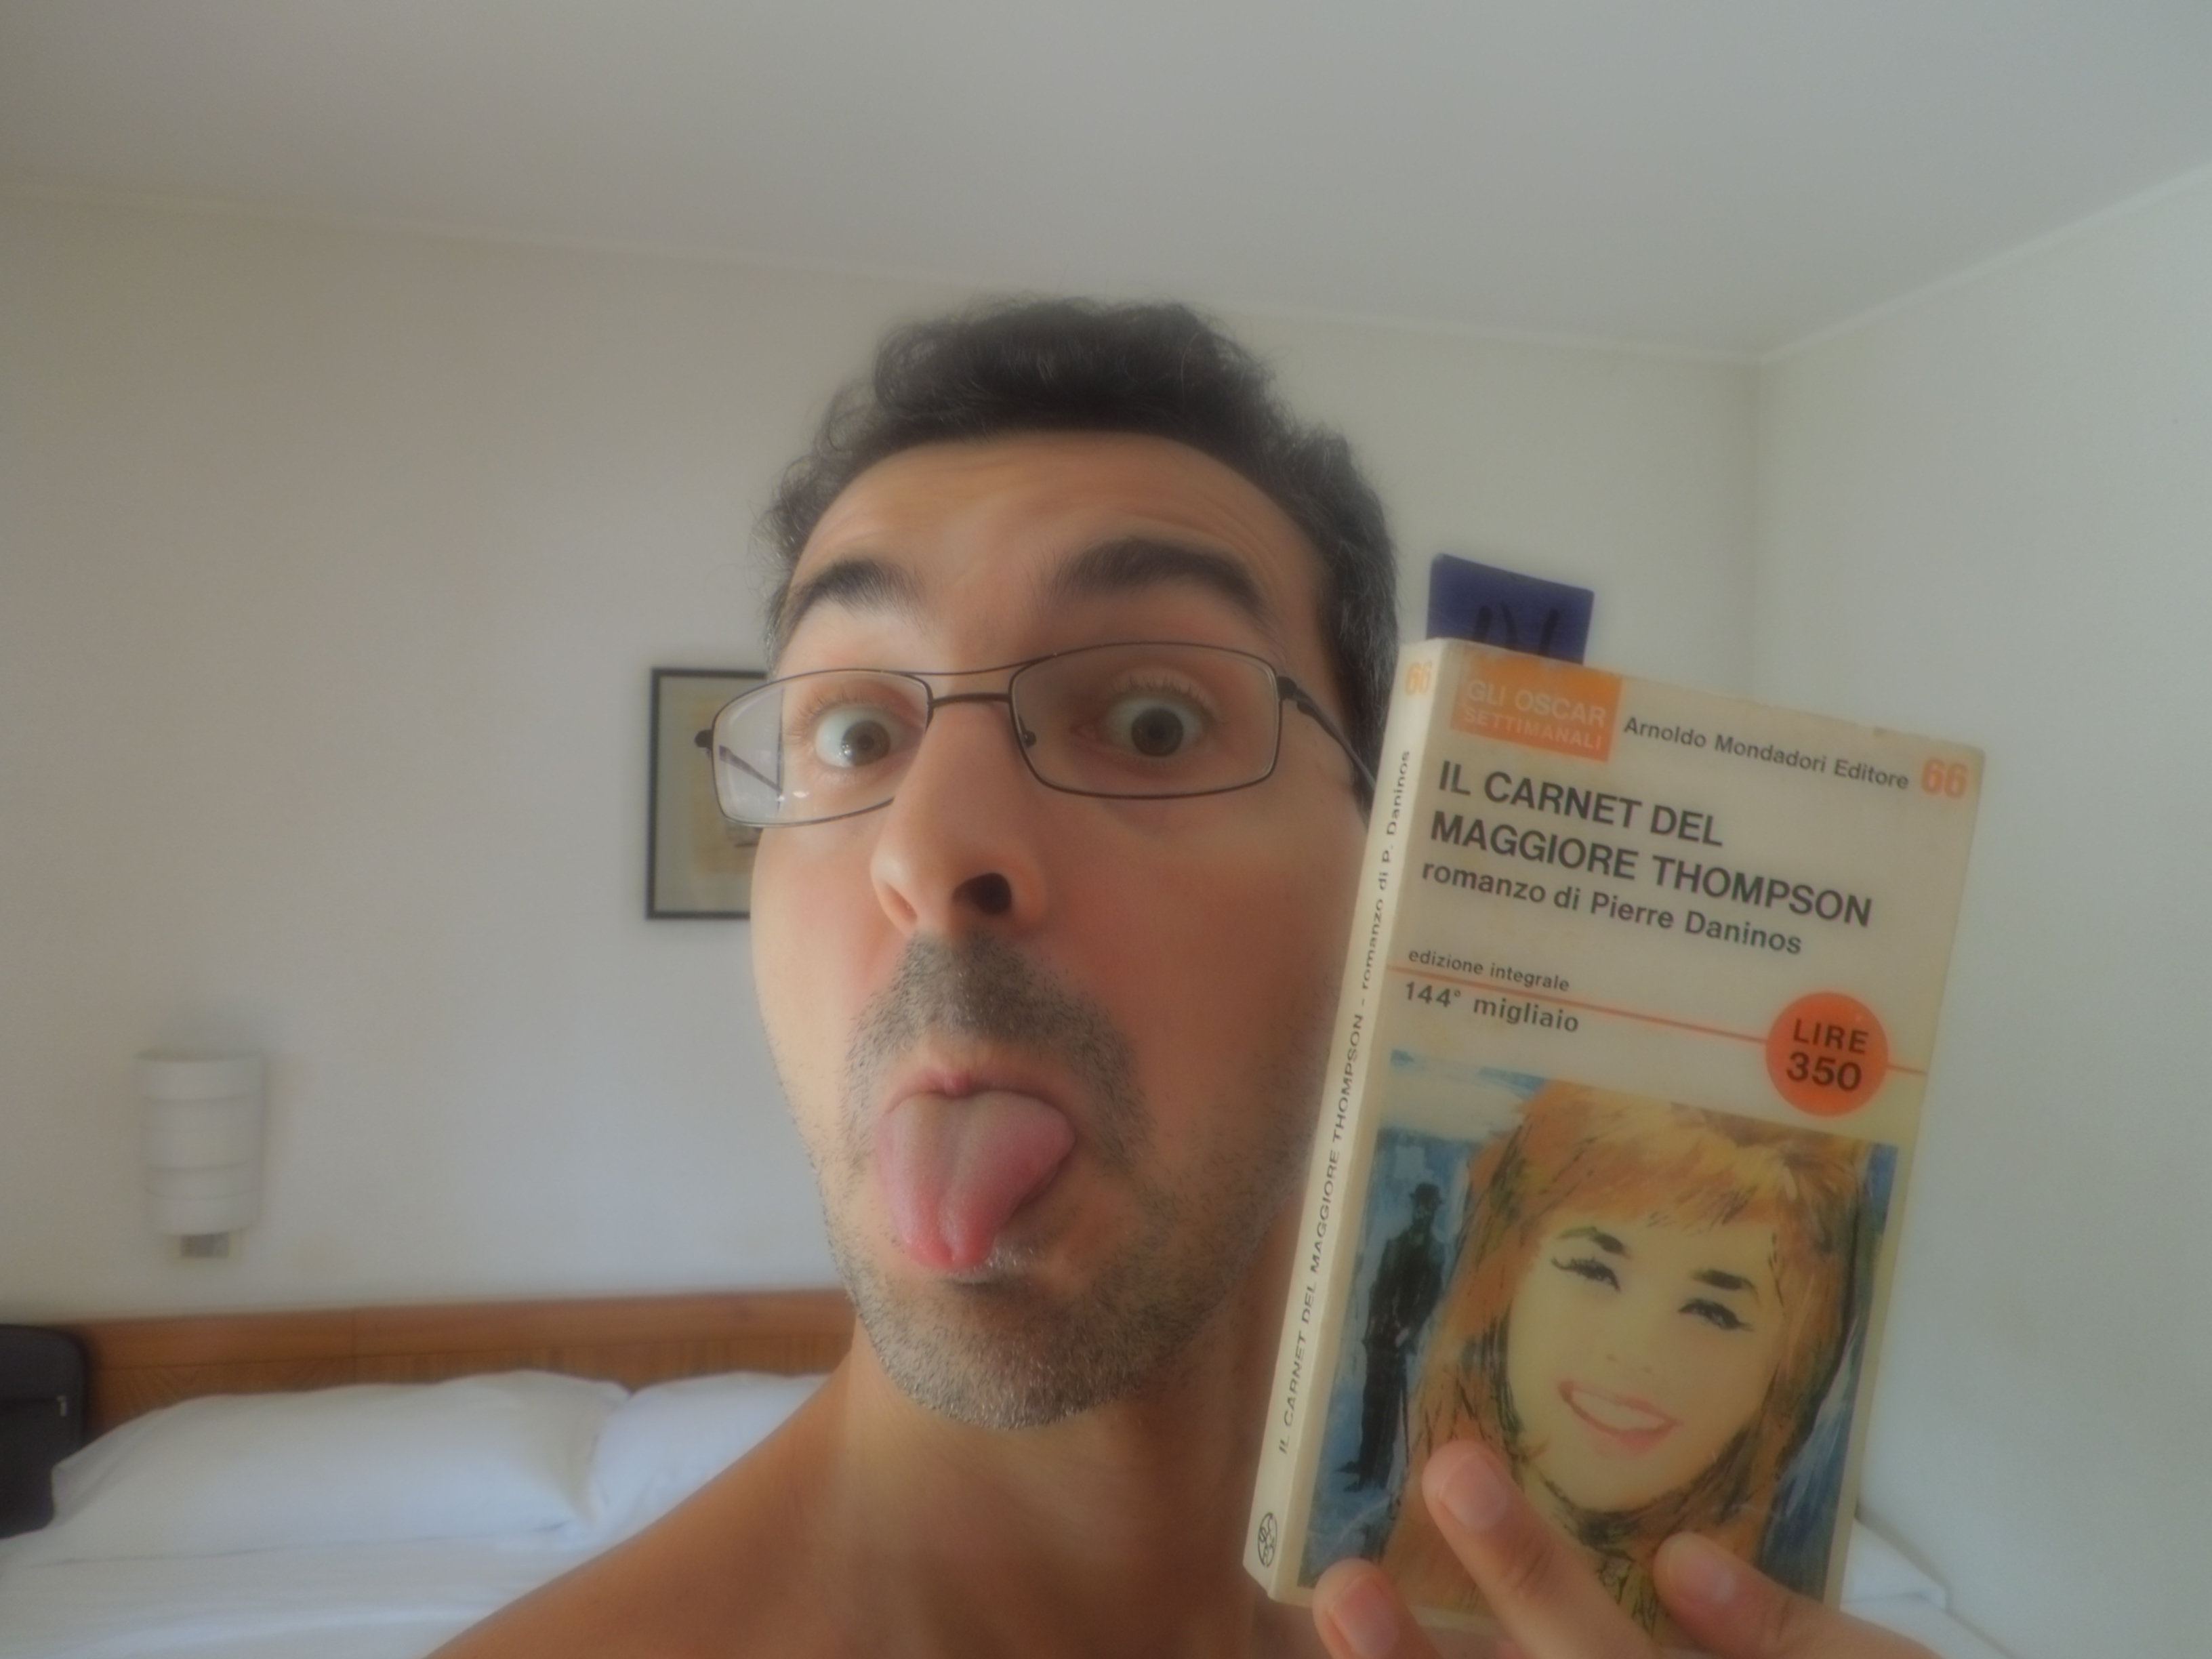 66
GLI OSCAR
SETTIMANALI
Arnoldo Mondadori Editore
66
IL CARNET DEL
MAGGIORE THOMPSON
romanzo di Pierre Daninos
edizione integrale
144° migliaio
LIRE
350
IL CARNET DEL MAGGIORE THOMPSON - romanzo di P. Daninos